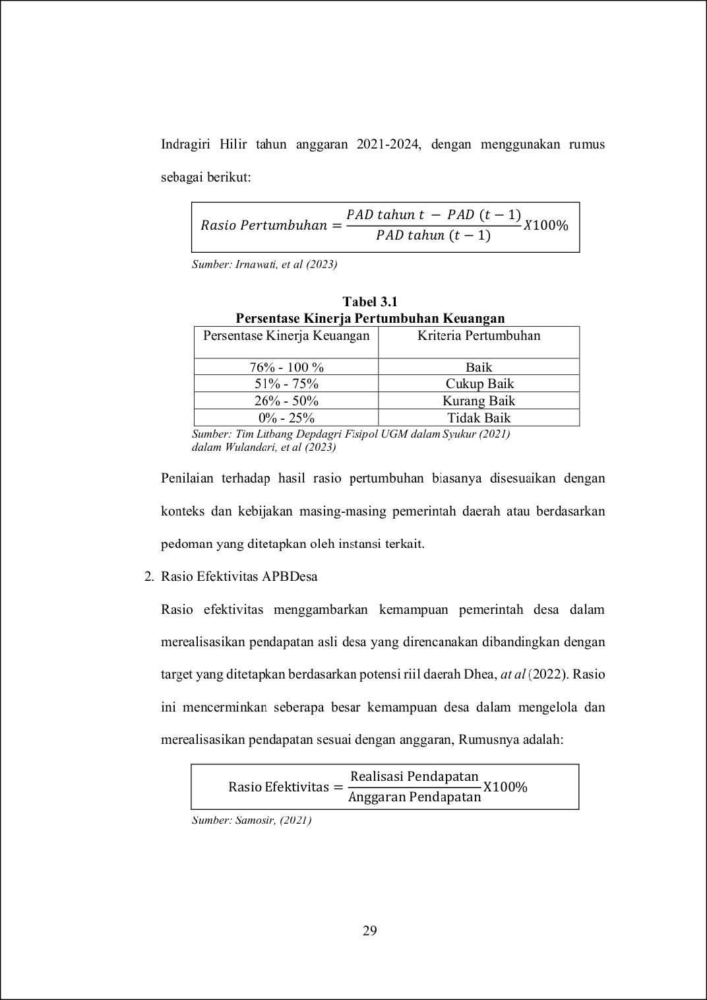 Indragiri Hilir tahun anggaran 2021-2024, dengan menggunakan rumus
sebagai berikut:
Rasio Pertumbuhan = PAD tahun t − PAD (t − 1) / PAD tahun (t − 1) X100%
Sumber: Irnawati, et al (2023)
Tabel 3.1
Persentase Kinerja Pertumbuhan Keuangan
Persentase Kinerja Keuangan Kriteria Pertumbuhan
76% - 100 % Baik
51% - 75% Cukup Baik
26% - 50% Kurang Baik
0% - 25% Tidak Baik
Sumber: Tim Litbang Depdagri Fisipol UGM dalam Syukur (2021)
dalam Wulandari, et al (2023)
Penilaian terhadap hasil rasio pertumbuhan biasanya disesuaikan dengan
konteks dan kebijakan masing-masing pemerintah daerah atau berdasarkan
pedoman yang ditetapkan oleh instansi terkait.
2. Rasio Efektivitas APBDesa
Rasio efektivitas menggambarkan kemampuan pemerintah desa dalam
merealisasikan pendapatan asli desa yang direncanakan dibandingkan dengan
target yang ditetapkan berdasarkan potensi riil daerah Dhea, at al (2022). Rasio
ini mencerminkan seberapa besar kemampuan desa dalam mengelola dan
merealisasikan pendapatan sesuai dengan anggaran, Rumusnya adalah:
Rasio Efektivitas = Realisasi Pendapatan / Anggaran Pendapatan X100%
Sumber: Samosir, (2021)
29